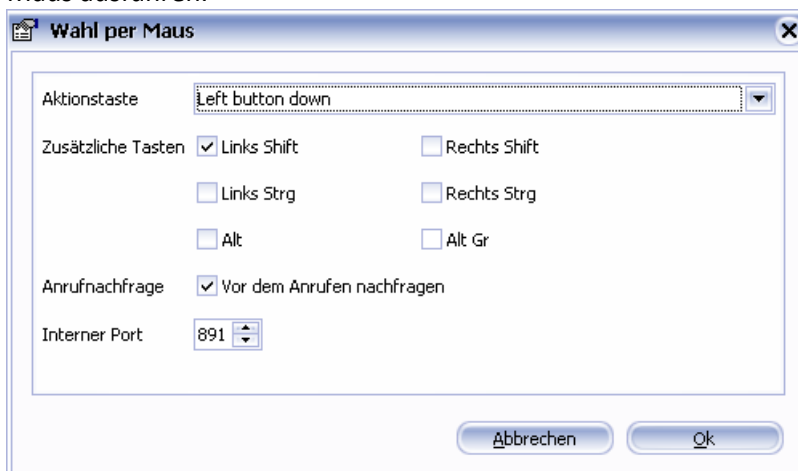 Maus ausführen.
Wahl per Maus
Aktionstaste Left button down
Zusätzliche Tasten Links Shift Rechts Shift
Links Strg Rechts Strg
Alt Alt Gr
Anrufnachfrage Vor dem Anrufen nachfragen
Interner Port 891
Abbrechen Ok